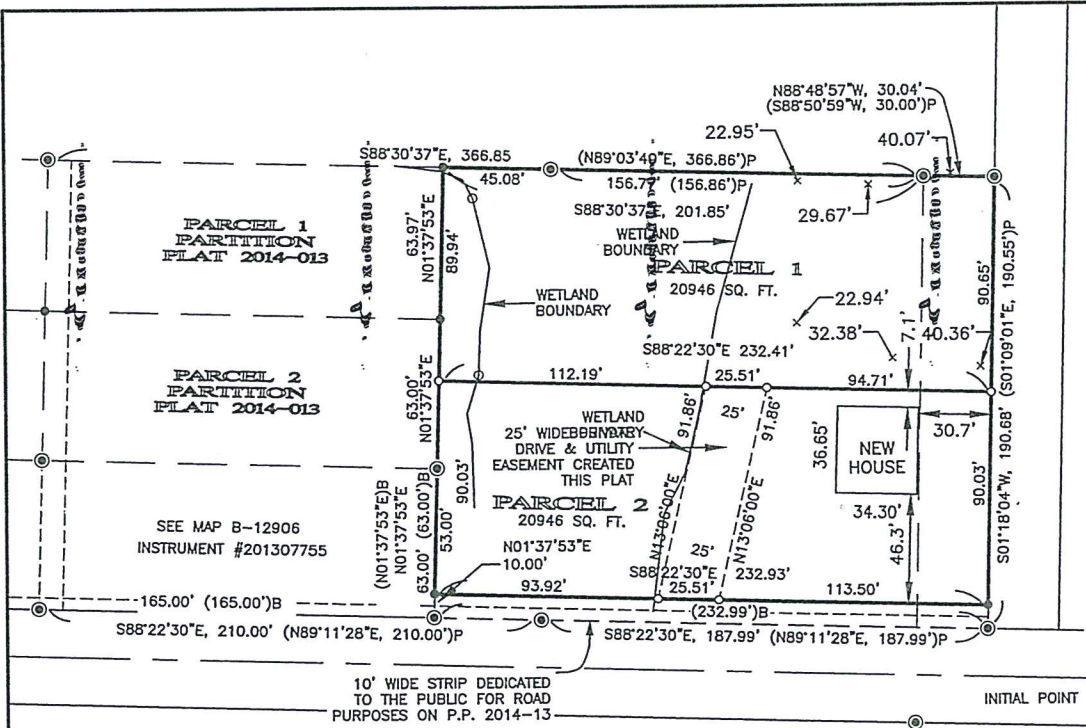 N88°48'57"W, 30.04'
(S88°50'59"W, 30.00')P
22.95'
40.07'
S88°30'37"E, 366.85
(N89°03'40"E, 366.86')P
45.08'
156.77' (156.86')P
29.67'
S88°30'37"E, 201.85'
WETLAND
BOUNDARY
PARCEL 1
PARTITION
PLAT 2014-013
63.97'
N01°37'53"E
89.94'
WETLAND
BOUNDARY
PARCEL 1
20946 SQ. FT.
22.94'
32.38'
7.1'
40.36'
90.65'
(S01°09'01"E, 190.55')P
S88°22'30"E 232.41'
112.19'
25.51'
94.71'
PARCEL 2
PARTITION
PLAT 2014-013
63.00'
N01°37'53"E
90.03'
WETLAND
BOUNDARY
25' WIDE PRIVATE
DRIVE & UTILITY
EASEMENT CREATED
THIS PLAT
91.86'
25'
91.86'
36.65'
NEW
HOUSE
30.7'
S01°18'04"W, 190.68'
90.03'
PARCEL 2
20946 SQ. FT.
N13°06'00"E
N13°06'00"E
34.30'
46.3'
SEE MAP B-12906
INSTRUMENT #201307755
(N01°37'53"E)B
N01°37'53"E
63.00' (63.00')B
53.00'
N01°37'53"E
10.00'
25'
S88°22'30"E 232.93'
93.92'
25.51'
113.50'
165.00' (165.00')B
(232.99')B
S88°22'30"E, 210.00' (N89°11'28"E, 210.00')P
S88°22'30"E, 187.99' (N89°11'28"E, 187.99')P
10' WIDE STRIP DEDICATED
TO THE PUBLIC FOR ROAD
PURPOSES ON P.P. 2014-13
INITIAL POINT